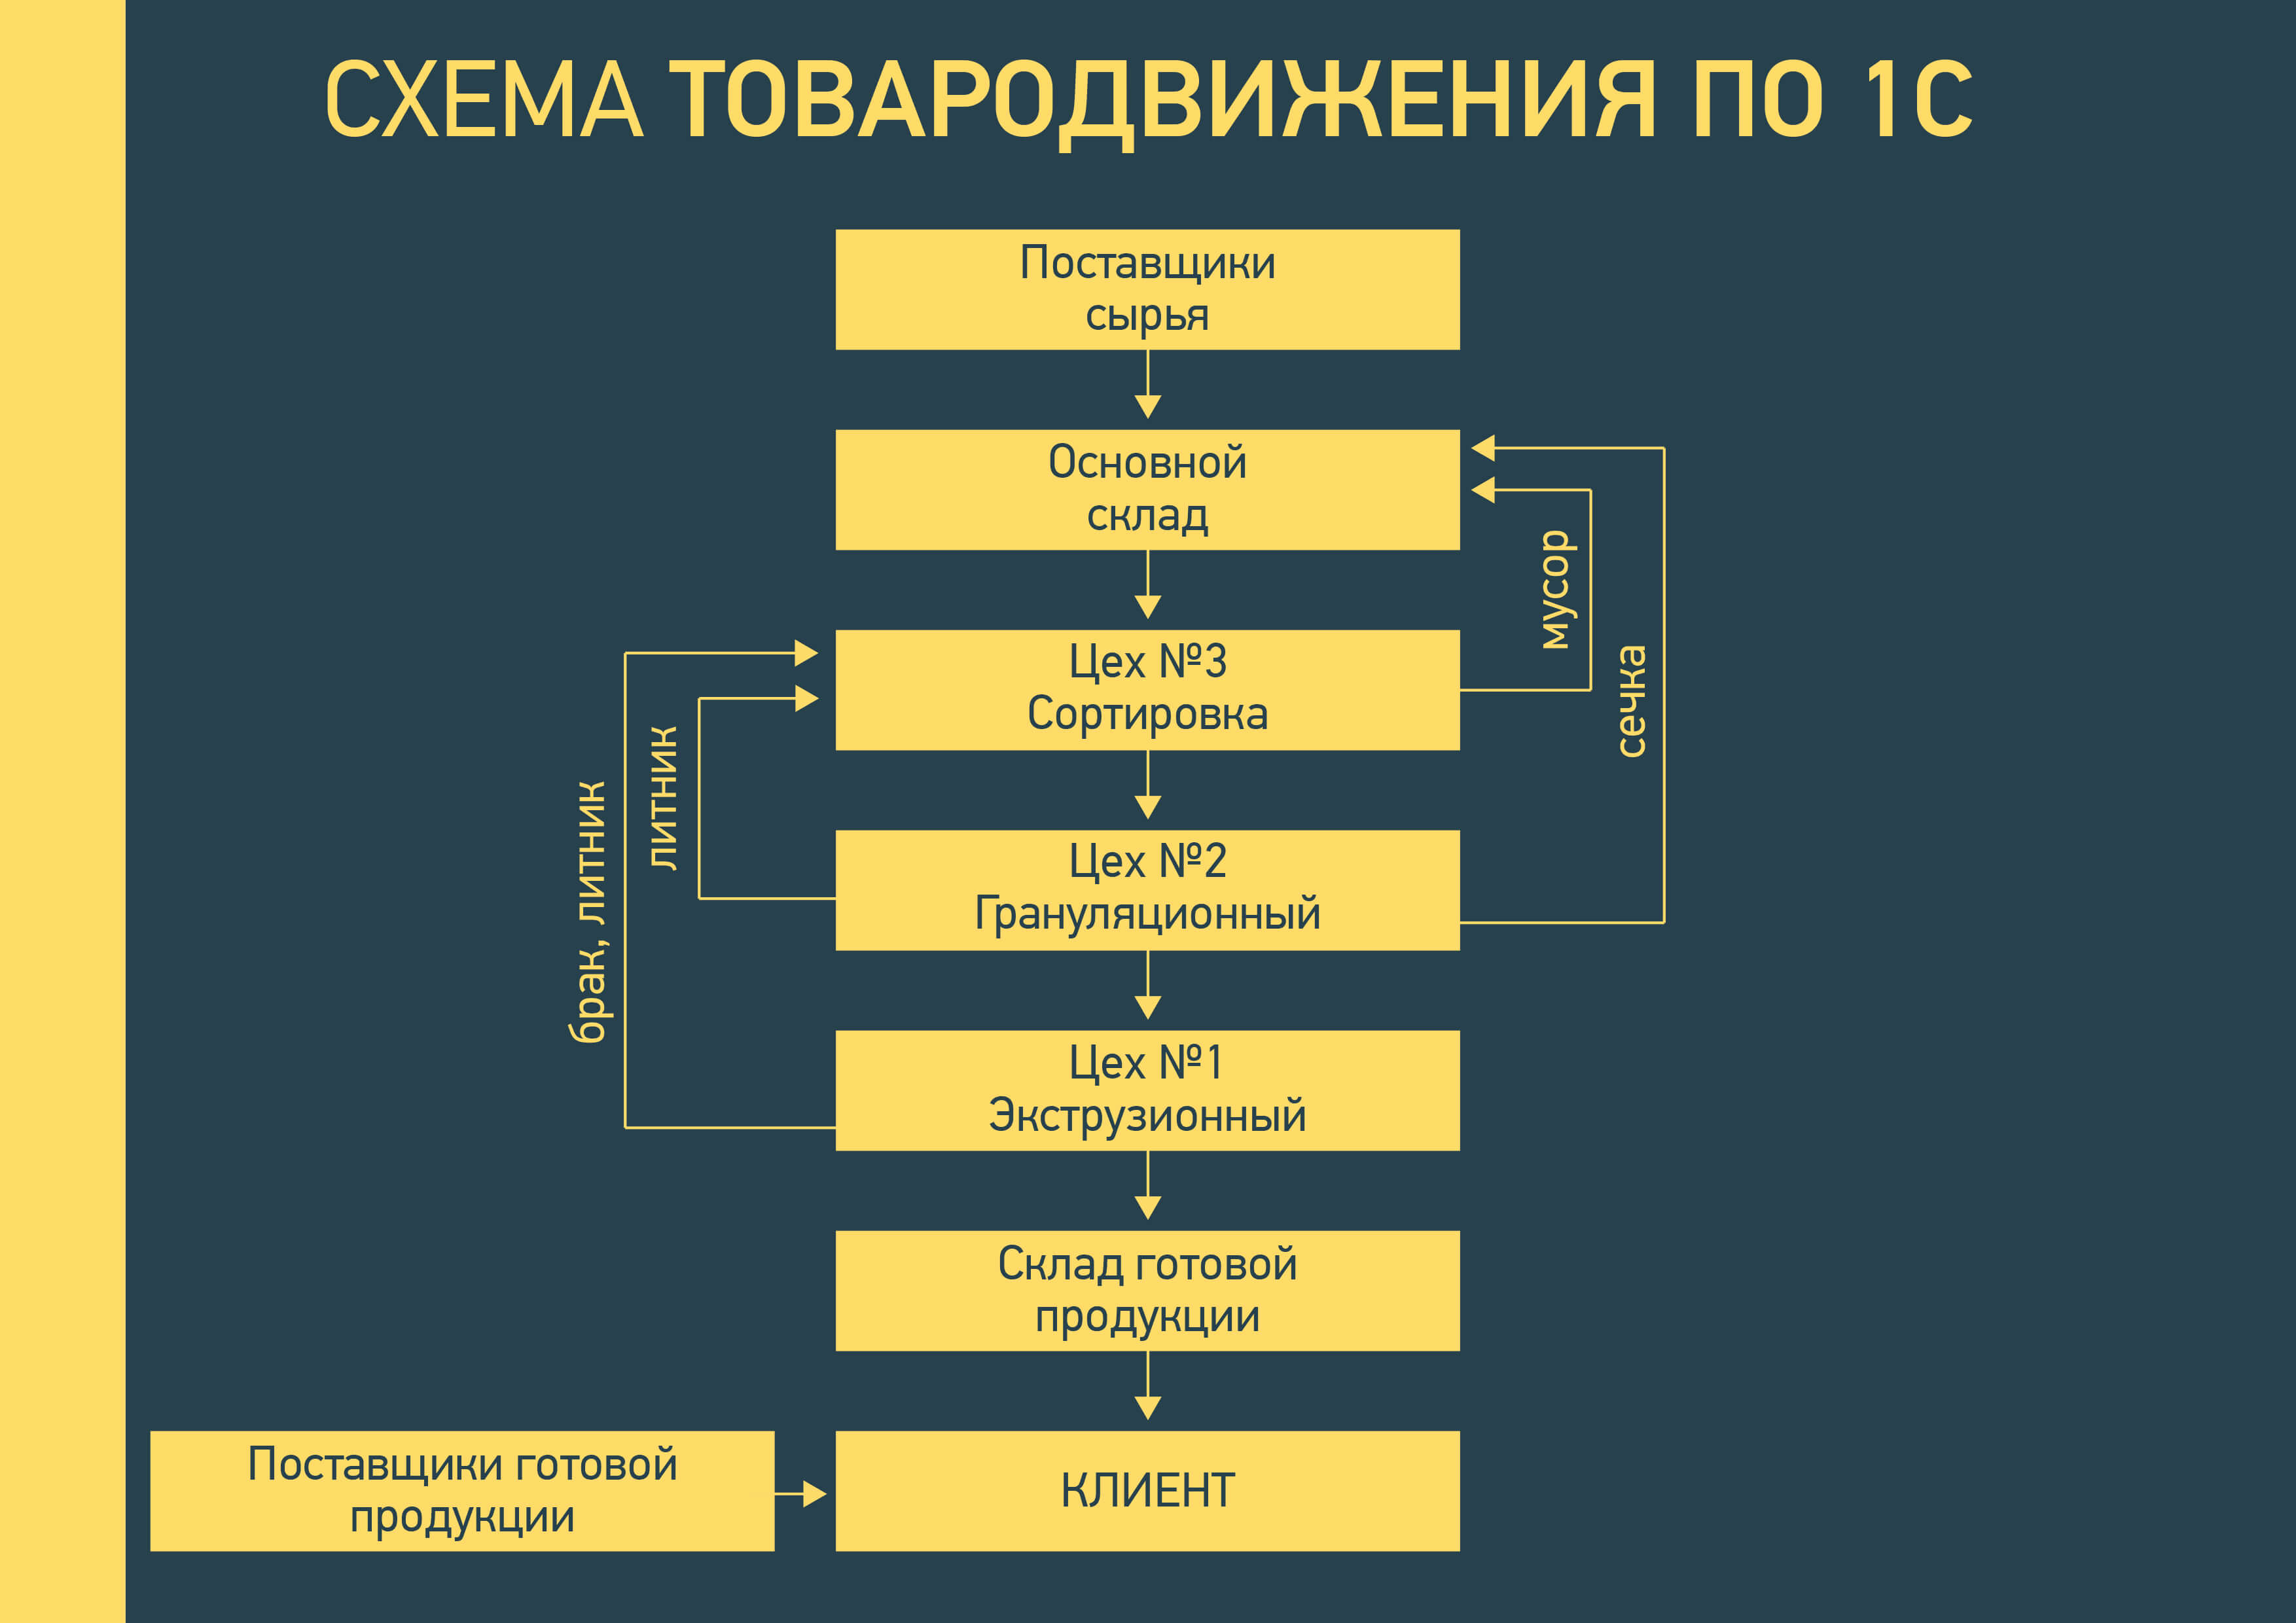 СХЕМА ТОВАРОДВИЖЕНИЯ ПО 1С
Поставщики
сырья
Основной
склад
мусор
сечка
Цех №3
Сортировка
литник
брак, литник
Цех №2
Грануляционный
Цех №1
Экструзионный
Склад готовой
продукции
Поставщики готовой
продукции
КЛИЕНТ